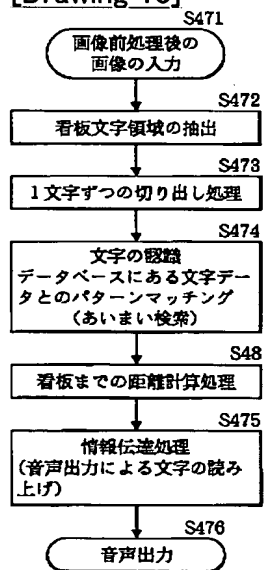 [Drawing 10]
S471
画像前処理後の
画像の入力
S472
看板文字領域の抽出
S473
1文字ずつの切り出し処理
S474
文字の認識
データベースにある文字デー
タとのパターンマッチング
(あいまい検索)
S48
看板までの距離計算処理
S475
情報伝達処理
(音声出力による文字の読み
上げ)
S476
音声出力